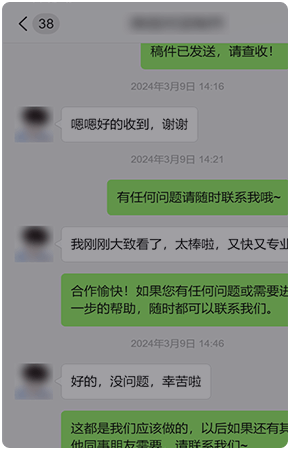 38
稿件已发送，请查收！
2024年3月9日 14:16
嗯嗯好的收到，谢谢
2024年3月9日 14:21
有任何问题请随时联系我哦~
我刚刚大致看了，太棒啦，又快又专业
合作愉快！如果您有任何问题或需要进
一步的帮助，随时都可以联系我们。
2024年3月9日 14:46
好的，没问题，幸苦啦
这都是我们应该做的，以后如果还有其
他同事朋友需要，请联系我们~